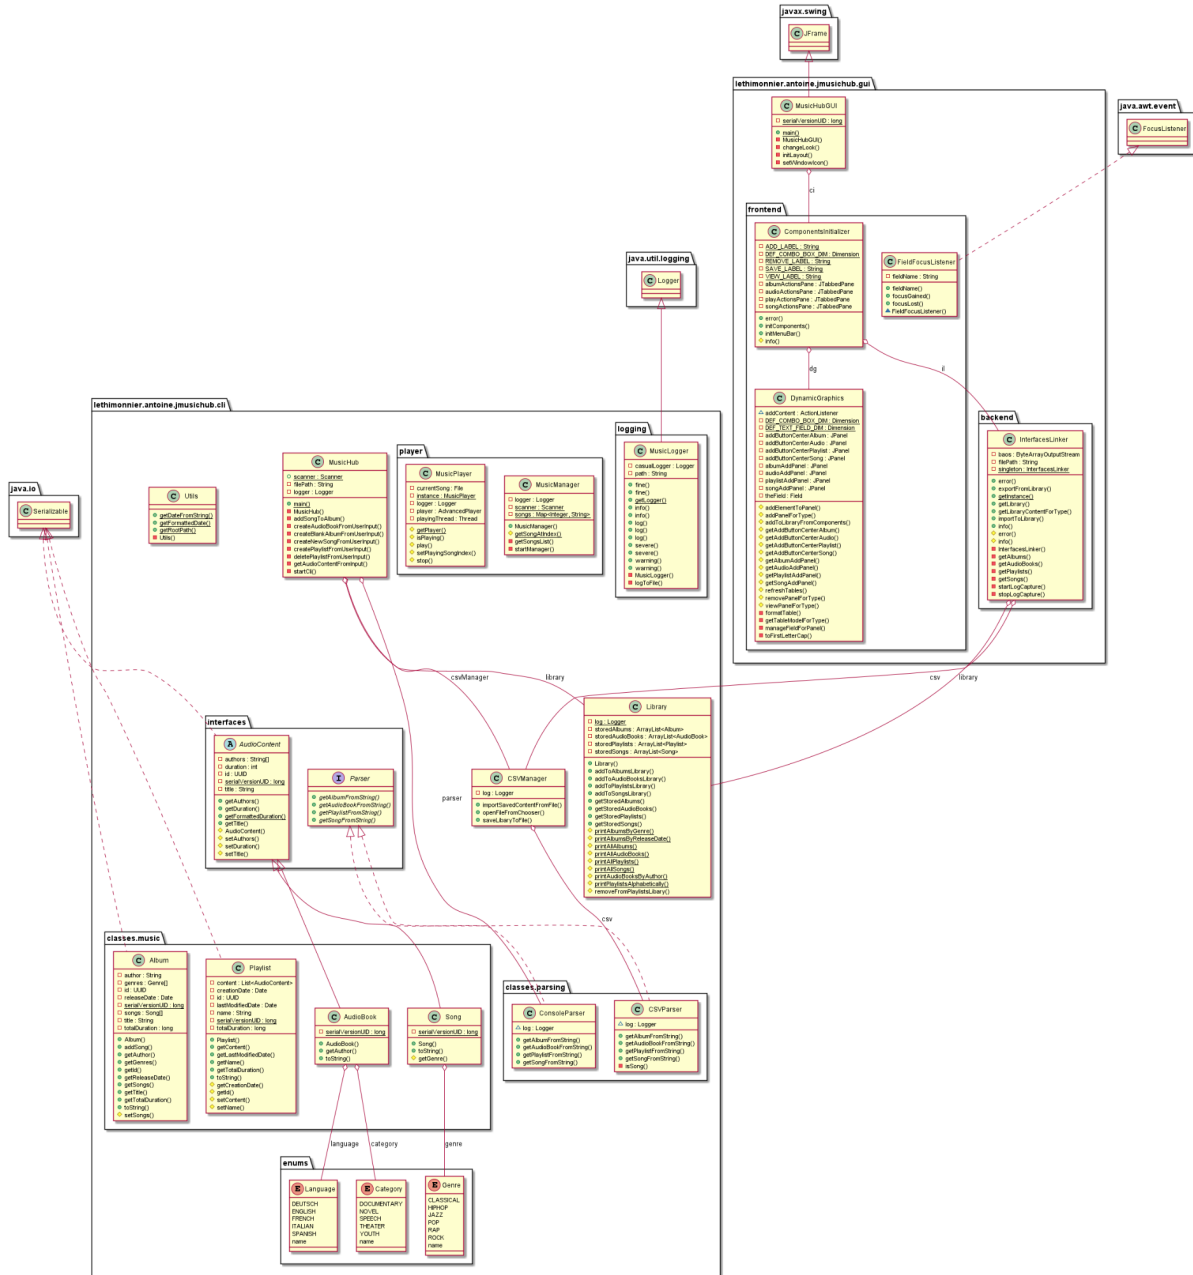 javax.swing
JFrame
lethimonnier.antoine.jmusichub.gui
MusicHubGUI
serialVersionUID : long
main()
MusicHubGUI()
changeLook()
initLayout()
setWindowIcon()
java.awt.event
FocusListener
ci
frontend
ComponentsInitializer
ADD_LABEL : String
DEF_COMBO_BOX_DIM : Dimension
REMOVE_LABEL : String
SAVE_LABEL : String
VIEW_LABEL : String
albumActionsPane : JTabbedPane
audioActionsPane : JTabbedPane
playActionsPane : JTabbedPane
songActionsPane : JTabbedPane
error()
initComponents()
initMenuBar()
info()
FieldFocusListener
fieldName : String
fieldName()
focusGained()
focusLost()
FieldFocusListener()
java.util.logging
Logger
dg
il
DynamicGraphics
addContent : ActionListener
DEF_COMBO_BOX_DIM : Dimension
DEF_TEXT_FIELD_DIM : Dimension
addButtonCenterAlbum : JPanel
addButtonCenterAudio : JPanel
addButtonCenterPlaylist : JPanel
addButtonCenterSong : JPanel
albumAddPanel : JPanel
audioAddPanel : JPanel
playlistAddPanel : JPanel
songAddPanel : JPanel
theField : Field
addElementToPanel()
addPanelForType()
addToLibraryFromComponents()
getAddButtonCenterAlbum()
getAddButtonCenterAudio()
getAddButtonCenterPlaylist()
getAddButtonCenterSong()
getAlbumAddPanel()
getAudioAddPanel()
getPlaylistAddPanel()
getSongAddPanel()
refreshTables()
removePanelForType()
viewPanelForType()
formatTable()
getTableModelForType()
manageFieldForPanel()
toFirstLetterCap()
backend
InterfacesLinker
baos : ByteArrayOutputStream
filePath : String
singleton : InterfacesLinker
error()
exportFromLibrary()
getInstance()
getLibrary()
getLibraryContentForType()
importToLibrary()
info()
error()
info()
InterfacesLinker()
getAlbums()
getAudioBooks()
getPlaylists()
getSongs()
startLogCapture()
stopLogCapture()
lethimonnier.antoine.jmusichub.cli
Utils
getDateFromString()
getFormattedDate()
getRootPath()
Utils()
MusicHub
scanner : Scanner
filePath : String
logger : Logger
main()
MusicHub()
addSongToAlbum()
createAudioBookFromUserInput()
createBlankAlbumFromUserInput()
createNewSongFromUserInput()
createPlaylistFromUserInput()
deletePlaylistFromUserInput()
getAudioContentFromInput()
startCli()
player
MusicPlayer
currentSong : File
instance : MusicPlayer
logger : Logger
player : AdvancedPlayer
playingThread : Thread
getPlayer()
isPlaying()
play()
setPlayingSongIndex()
stop()
MusicManager
logger : Logger
scanner : Scanner
songs : Map<Integer, String>
MusicManager()
getSongAtIndex()
getSongsList()
startManager()
logging
MusicLogger
casualLogger : Logger
path : String
fine()
fine()
getLogger()
info()
info()
log()
log()
log()
severe()
severe()
warning()
warning()
MusicLogger()
logToFile()
java.io
Serializable
csvManager
library
csv
library
Library
log : Logger
storedAlbums : ArrayList<Album>
storedAudioBooks : ArrayList<AudioBook>
storedPlaylists : ArrayList<Playlist>
storedSongs : ArrayList<Song>
Library()
addToAlbumsLibrary()
addToAudioBooksLibrary()
addToPlaylistsLibrary()
addToSongsLibrary()
getStoredAlbums()
getStoredAudioBooks()
getStoredPlaylists()
getStoredSongs()
printAlbumsByGenre()
printAlbumsByReleaseDate()
printAllAlbums()
printAllAudioBooks()
printAllPlaylists()
printAllSongs()
printAudioBooksByAuthor()
printPlaylistsAlphabetically()
removeFromPlaylistsLibary()
interfaces
AudioContent
authors : String[]
duration : int
id : UUID
serialVersionUID : long
title : String
getAuthors()
getDuration()
getFormattedDuration()
getTitle()
AudioContent()
setAuthors()
setDuration()
setTitle()
Parser
getAlbumFromString()
getAudioBookFromString()
getPlaylistFromString()
getSongFromString()
parser
CSVManager
log : Logger
importSavedContentFromFile()
openFileFromChooser()
saveLibaryToFile()
csv
classes.music
Album
author : String
genres : Genre[]
id : UUID
releaseDate : Date
serialVersionUID : long
songs : Song[]
title : String
totalDuration : long
Album()
addSong()
getAuthor()
getGenres()
getId()
getReleaseDate()
getSongs()
getTitle()
getTotalDuration()
toString()
setSongs()
Playlist
content : List<AudioContent>
creationDate : Date
id : UUID
lastModifiedDate : Date
name : String
serialVersionUID : long
totalDuration : long
Playlist()
getContent()
getLastModifiedDate()
getName()
getTotalDuration()
toString()
getCreationDate()
getId()
setContent()
setName()
AudioBook
serialVersionUID : long
AudioBook()
getAuthor()
toString()
Song
serialVersionUID : long
Song()
toString()
getGenre()
classes.parsing
ConsoleParser
log : Logger
getAlbumFromString()
getAudioBookFromString()
getPlaylistFromString()
getSongFromString()
CSVParser
log : Logger
getAlbumFromString()
getAudioBookFromString()
getPlaylistFromString()
getSongFromString()
isSong()
language
category
genre
enums
Language
DEUTSCH
ENGLISH
FRENCH
ITALIAN
SPANISH
name
Category
DOCUMENTARY
NOVEL
SPEECH
THEATER
YOUTH
name
Genre
CLASSICAL
HIPHOP
JAZZ
POP
RAP
ROCK
name